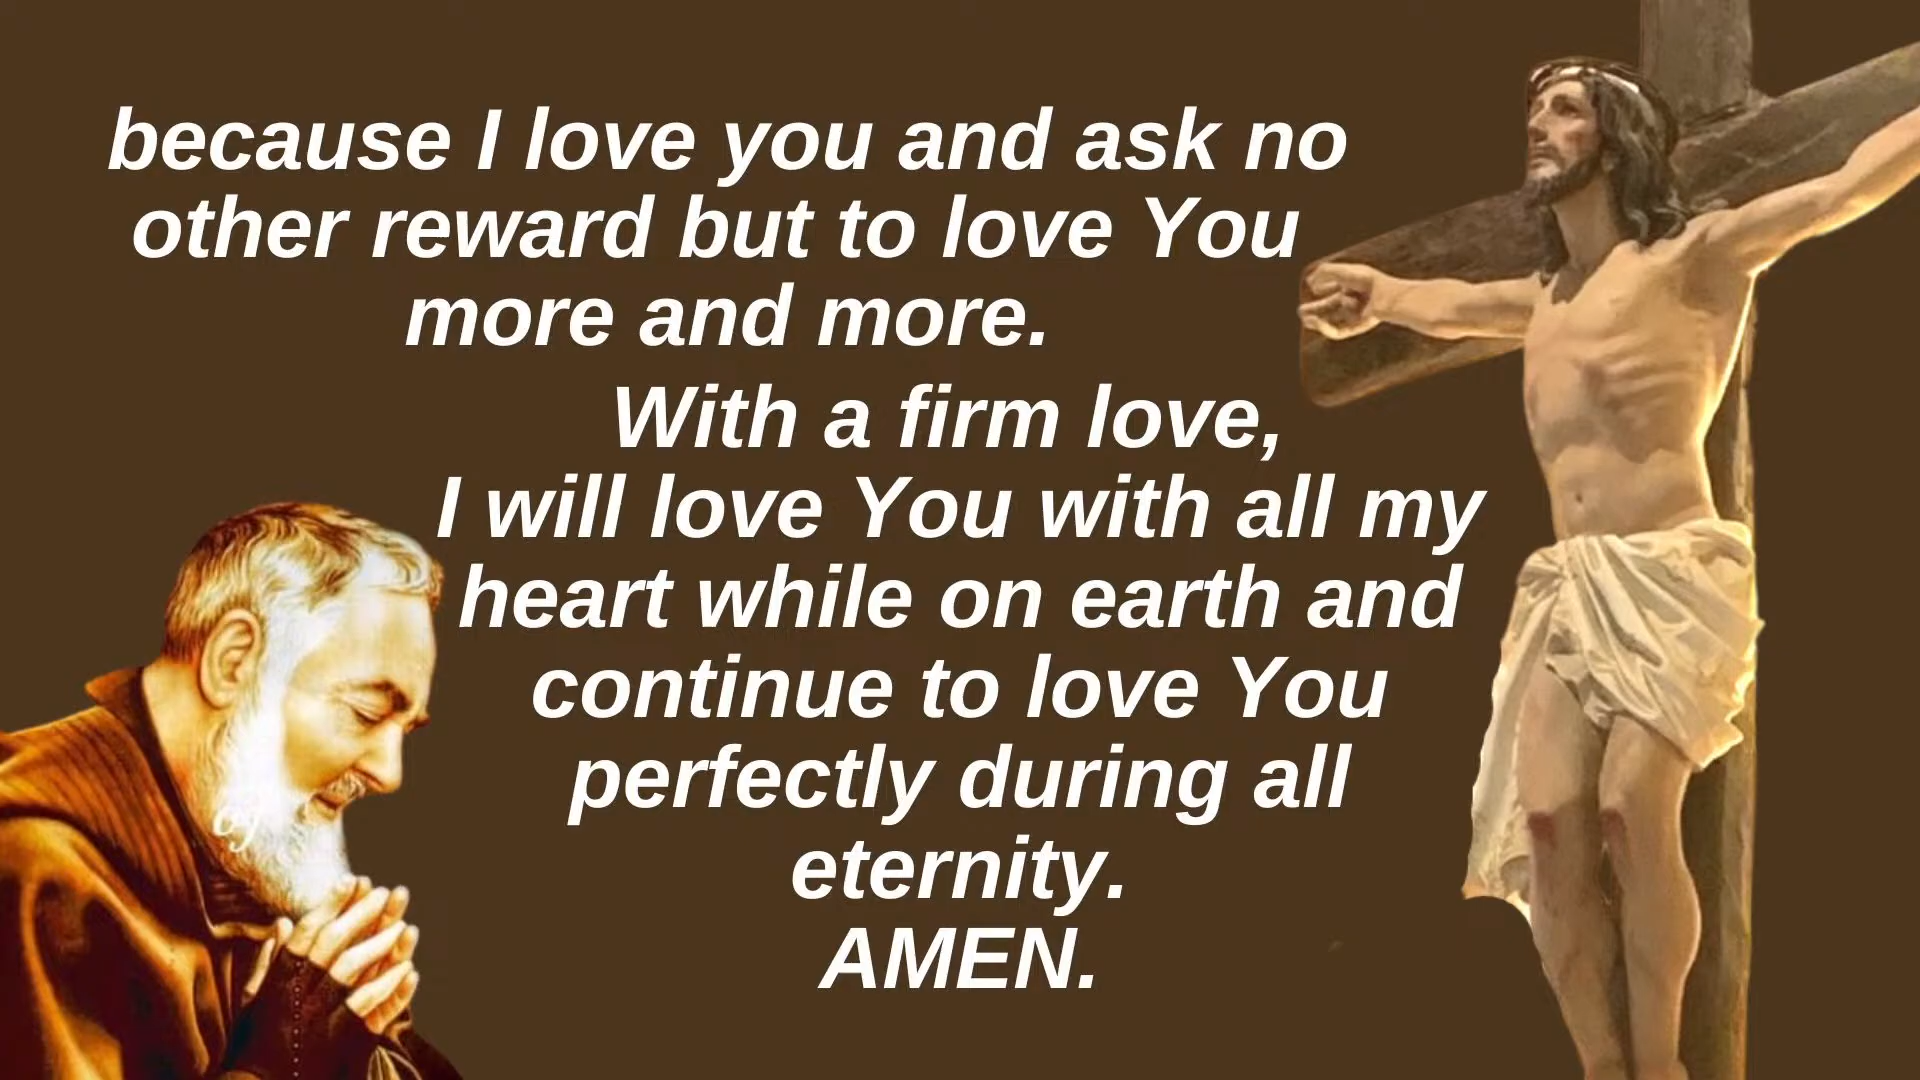 because I love you and ask no
other reward but to love You
more and more.
With a firm love,
I will love You with all my
heart while on earth and
continue to love You
perfectly during all
eternity.
AMEN.